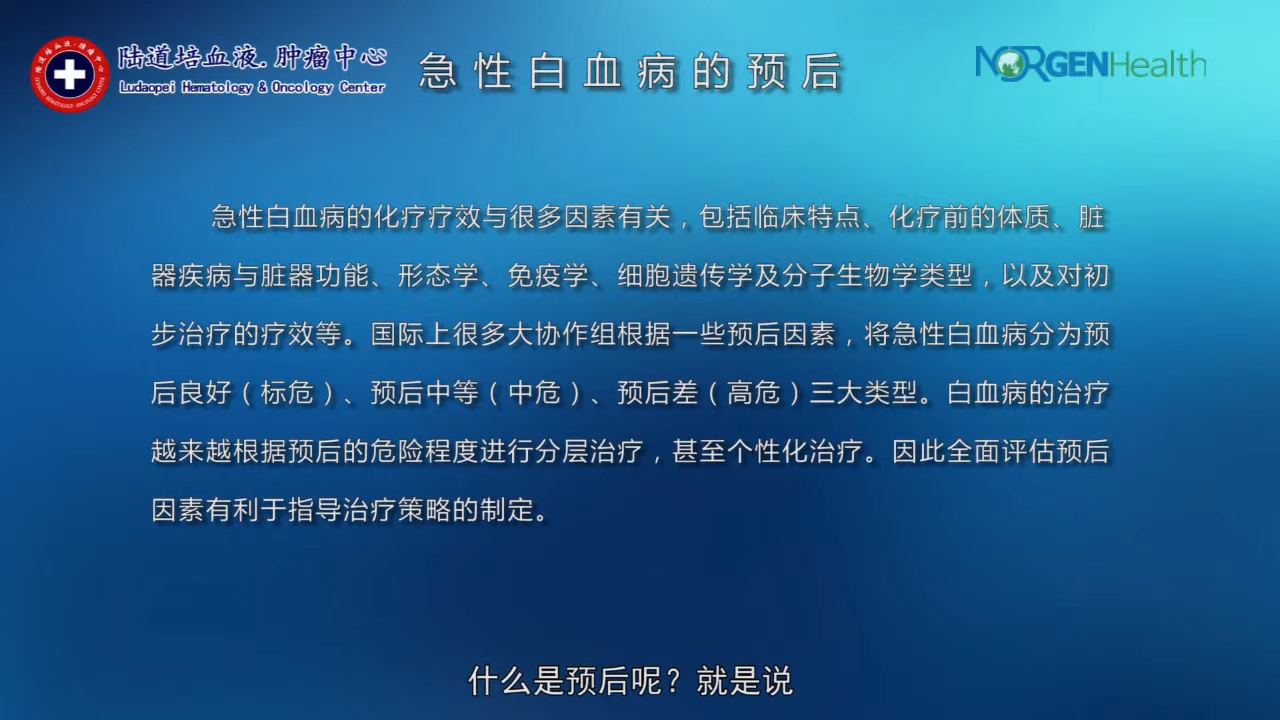 陆道培血液.肿瘤中心
Ludaopei Hematology & Oncology Center
急性白血病的预后
NORGENHealth
急性白血病的化疗疗效与很多因素有关，包括临床特点、化疗前的体质、脏
器疾病与脏器功能、形态学、免疫学、细胞遗传学及分子生物学类型，以及对初
步治疗的疗效等。国际上很多大协作组根据一些预后因素，将急性白血病分为预
后良好（标危）、预后中等（中危）、预后差（高危）三大类型。白血病的治疗
越来越根据预后的危险程度进行分层治疗，甚至个性化治疗。因此全面评估预后
因素有利于指导治疗策略的制定。
什么是预后呢？就是说